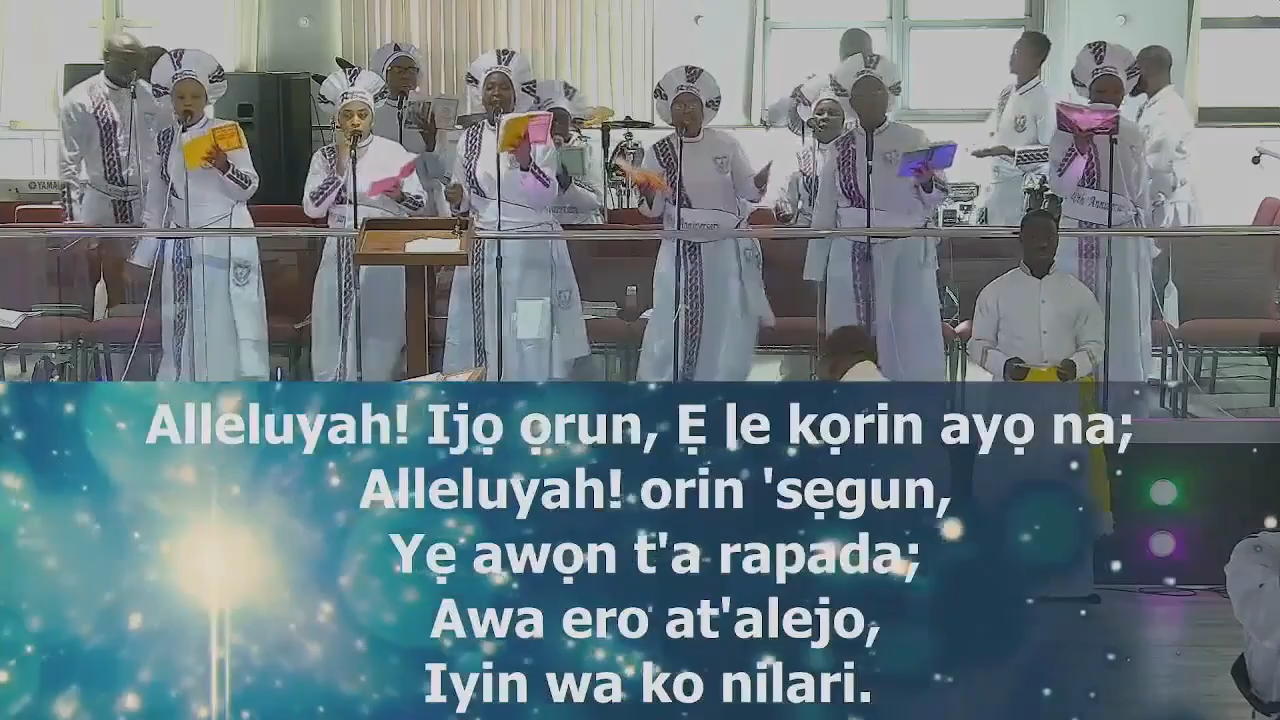 YAMAHA
Alleluyah! Ijọ ọrun, Ẹ le kọrin ayọ na;
Alleluyah! orin 'sẹgun,
Yẹ awọn t'a rapada;
Awa ero at'alejo,
Iyin wa ko nilari.